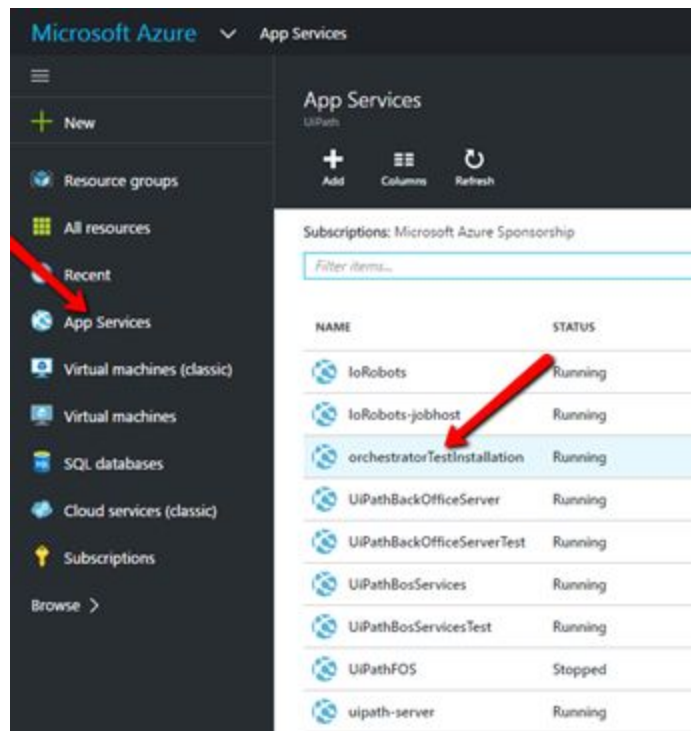 Microsoft Azure App Services
New
Resource groups
All resources
Recent
App Services
Virtual machines (classic)
Virtual machines
SQL databases
Cloud services (classic)
Subscriptions
Browse >
App Services
UiPath
Add Columns Refresh
Subscriptions: Microsoft Azure Sponsorship
Filter items...
NAME STATUS
IoRobots Running
IoRobots-jobhost Running
orchestratorTestInstallation Running
UiPathBackOfficeServer Running
UiPathBackOfficeServerTest Running
UiPathBosServices Running
UiPathBosServicesTest Running
UiPathFOS Stopped
uipath-server Running